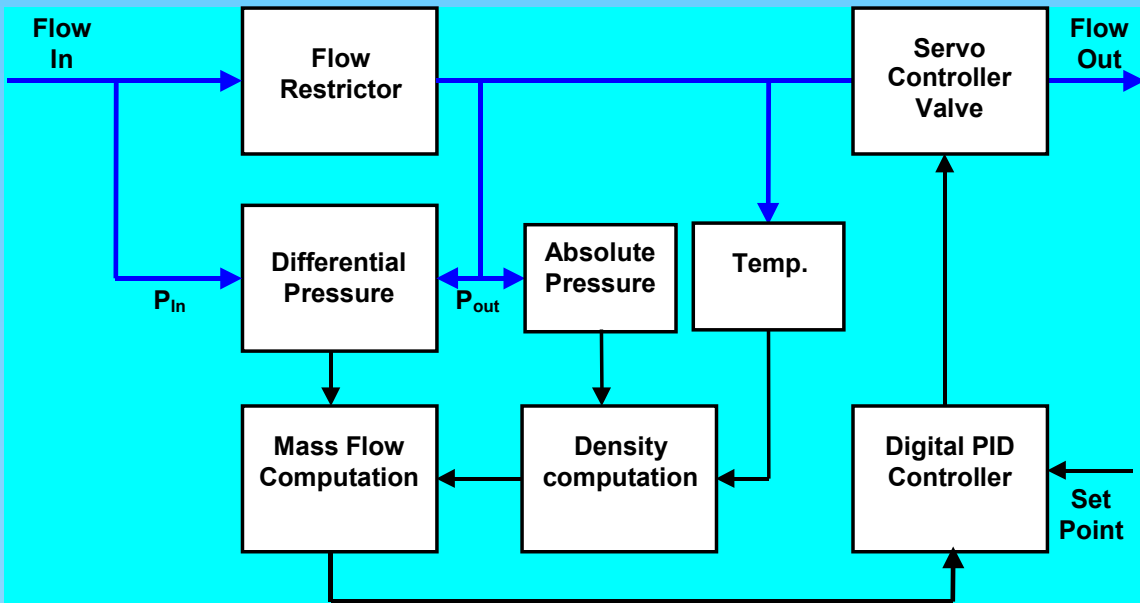 Flow
In
Flow
Restrictor
Servo
Controller
Valve
Flow
Out
Differential
Pressure
Absolute
Pressure
Temp.
PIn
Pout
Mass Flow
Computation
Density
computation
Digital PID
Controller
Set
Point